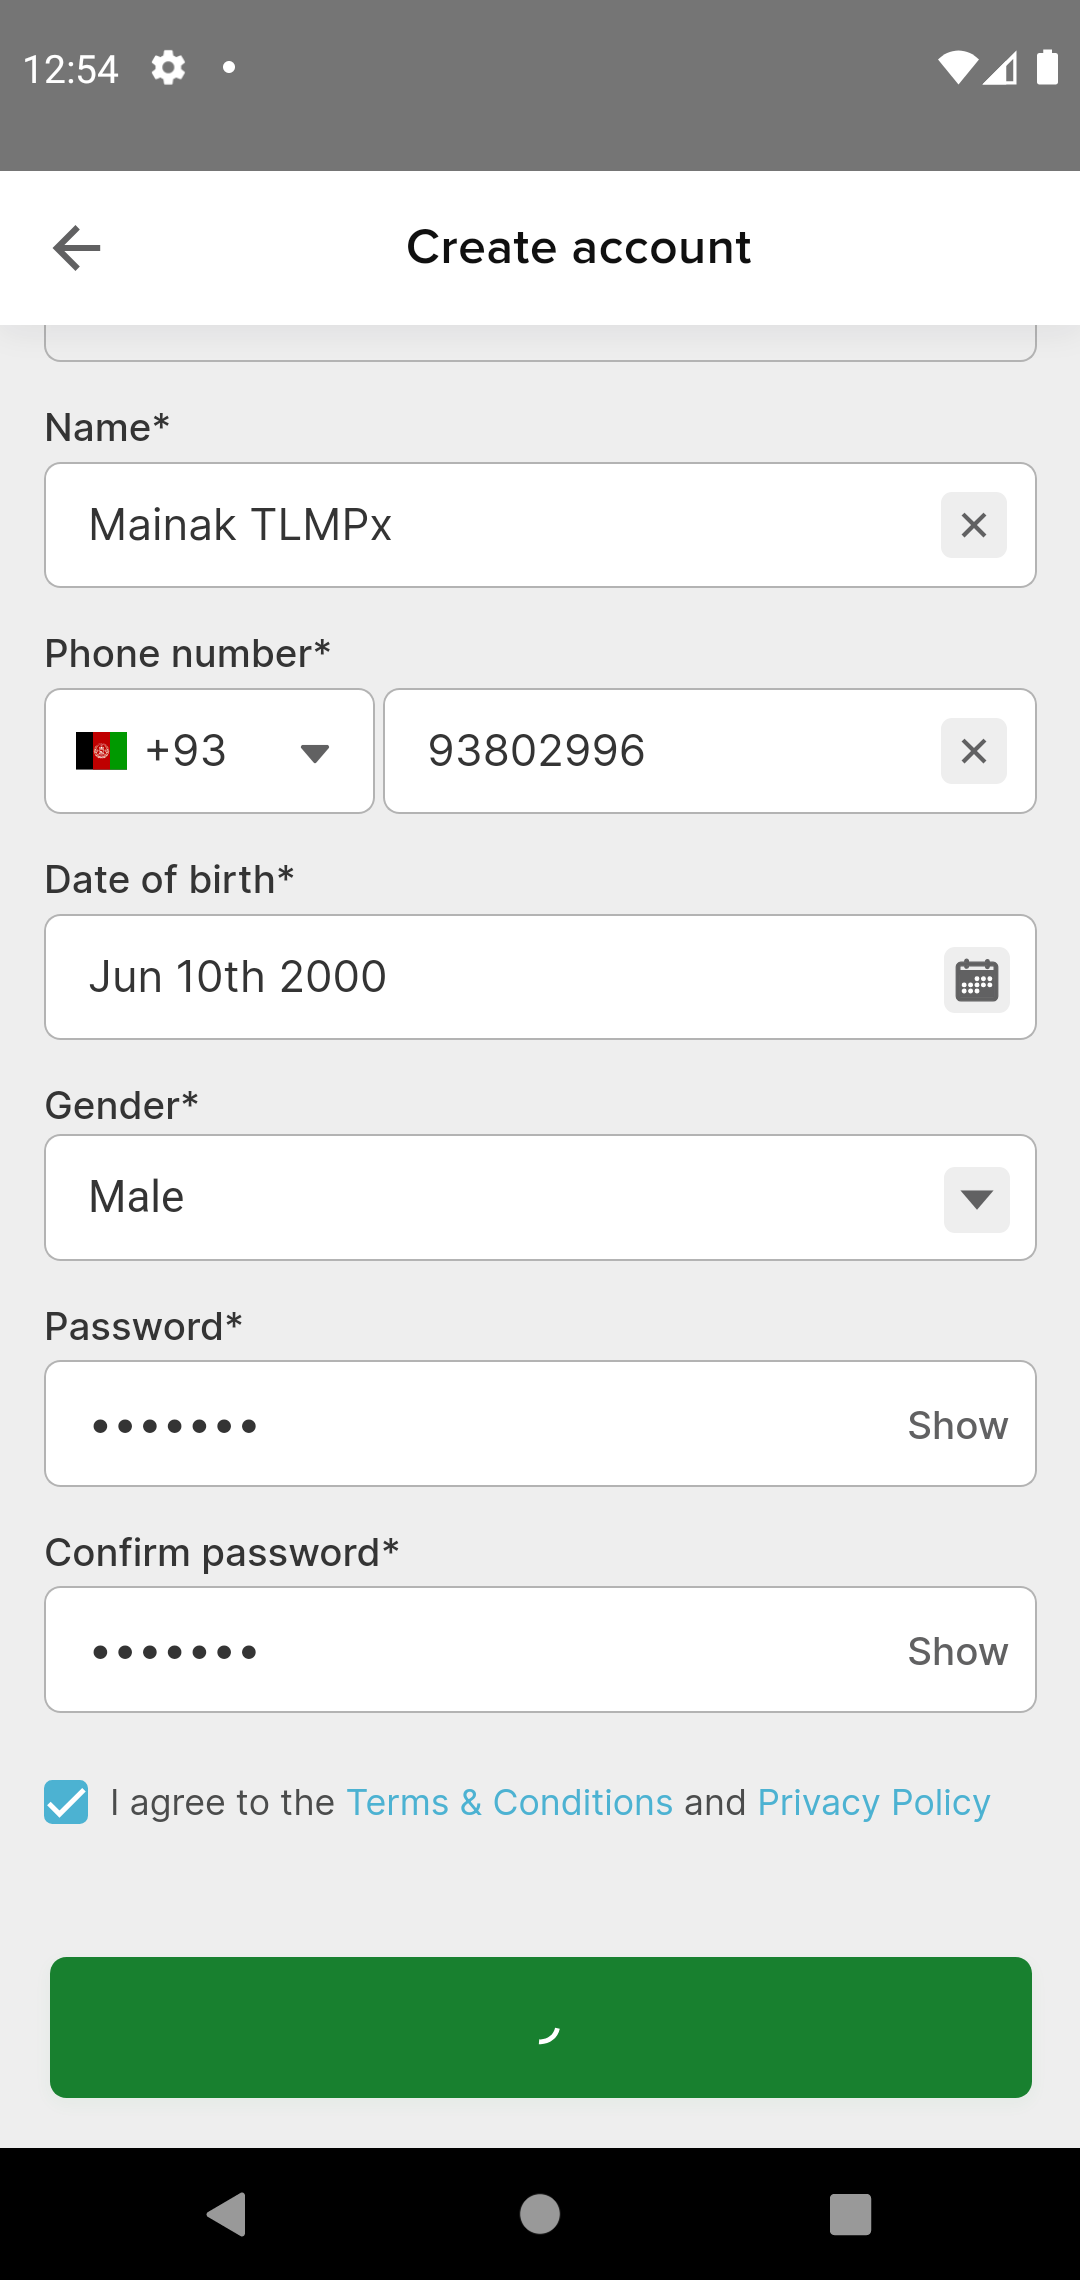 12:54
Create account
Name*
Mainak TLMPx
Phone number*
+93 93802996
Date of birth*
Jun 10th 2000
Gender*
Male
Password*
••••••• Show
Confirm password*
••••••• Show
I agree to the Terms & Conditions and Privacy Policy